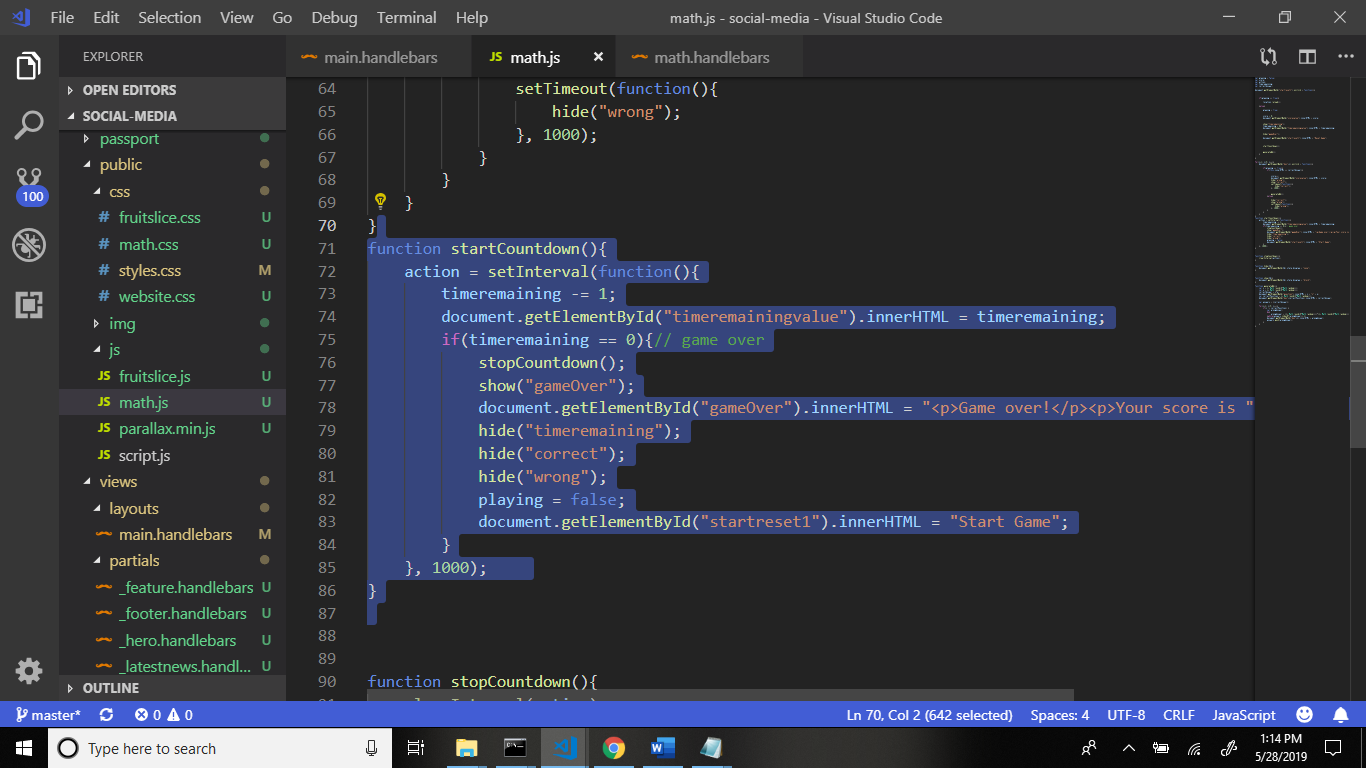 File Edit Selection View Go Debug Terminal Help math.js - social-media - Visual Studio Code
EXPLORER
OPEN EDITORS
SOCIAL-MEDIA
passport
public
css
# fruitslice.css U
# math.css U
# styles.css M
# website.css U
img
js
JS fruitslice.js U
JS math.js U
JS parallax.min.js U
JS script.js
views
layouts
main.handlebars M
partials
_feature.handlebars U
_footer.handlebars U
_hero.handlebars U
_latestnews.handl... U
OUTLINE
100
main.handlebars JS math.js math.handlebars
64 setTimeout(function(){
65 hide("wrong");
66 }, 1000);
67 }
68 }
69 }
70 }
71 function startCountdown(){
72 action = setInterval(function(){
73 timeremaining -= 1;
74 document.getElementById("timeremainingvalue").innerHTML = timeremaining;
75 if(timeremaining == 0){// game over
76 stopCountdown();
77 show("gameOver");
78 document.getElementById("gameOver").innerHTML = "<p>Game over!</p><p>Your score is "
79 hide("timeremaining");
80 hide("correct");
81 hide("wrong");
82 playing = false;
83 document.getElementById("startreset1").innerHTML = "Start Game";
84 }
85 }, 1000);
86 }
87
88
89
90 function stopCountdown(){
master* 0 0 Ln 70, Col 2 (642 selected) Spaces: 4 UTF-8 CRLF JavaScript
Type here to search
1:14 PM
5/28/2019